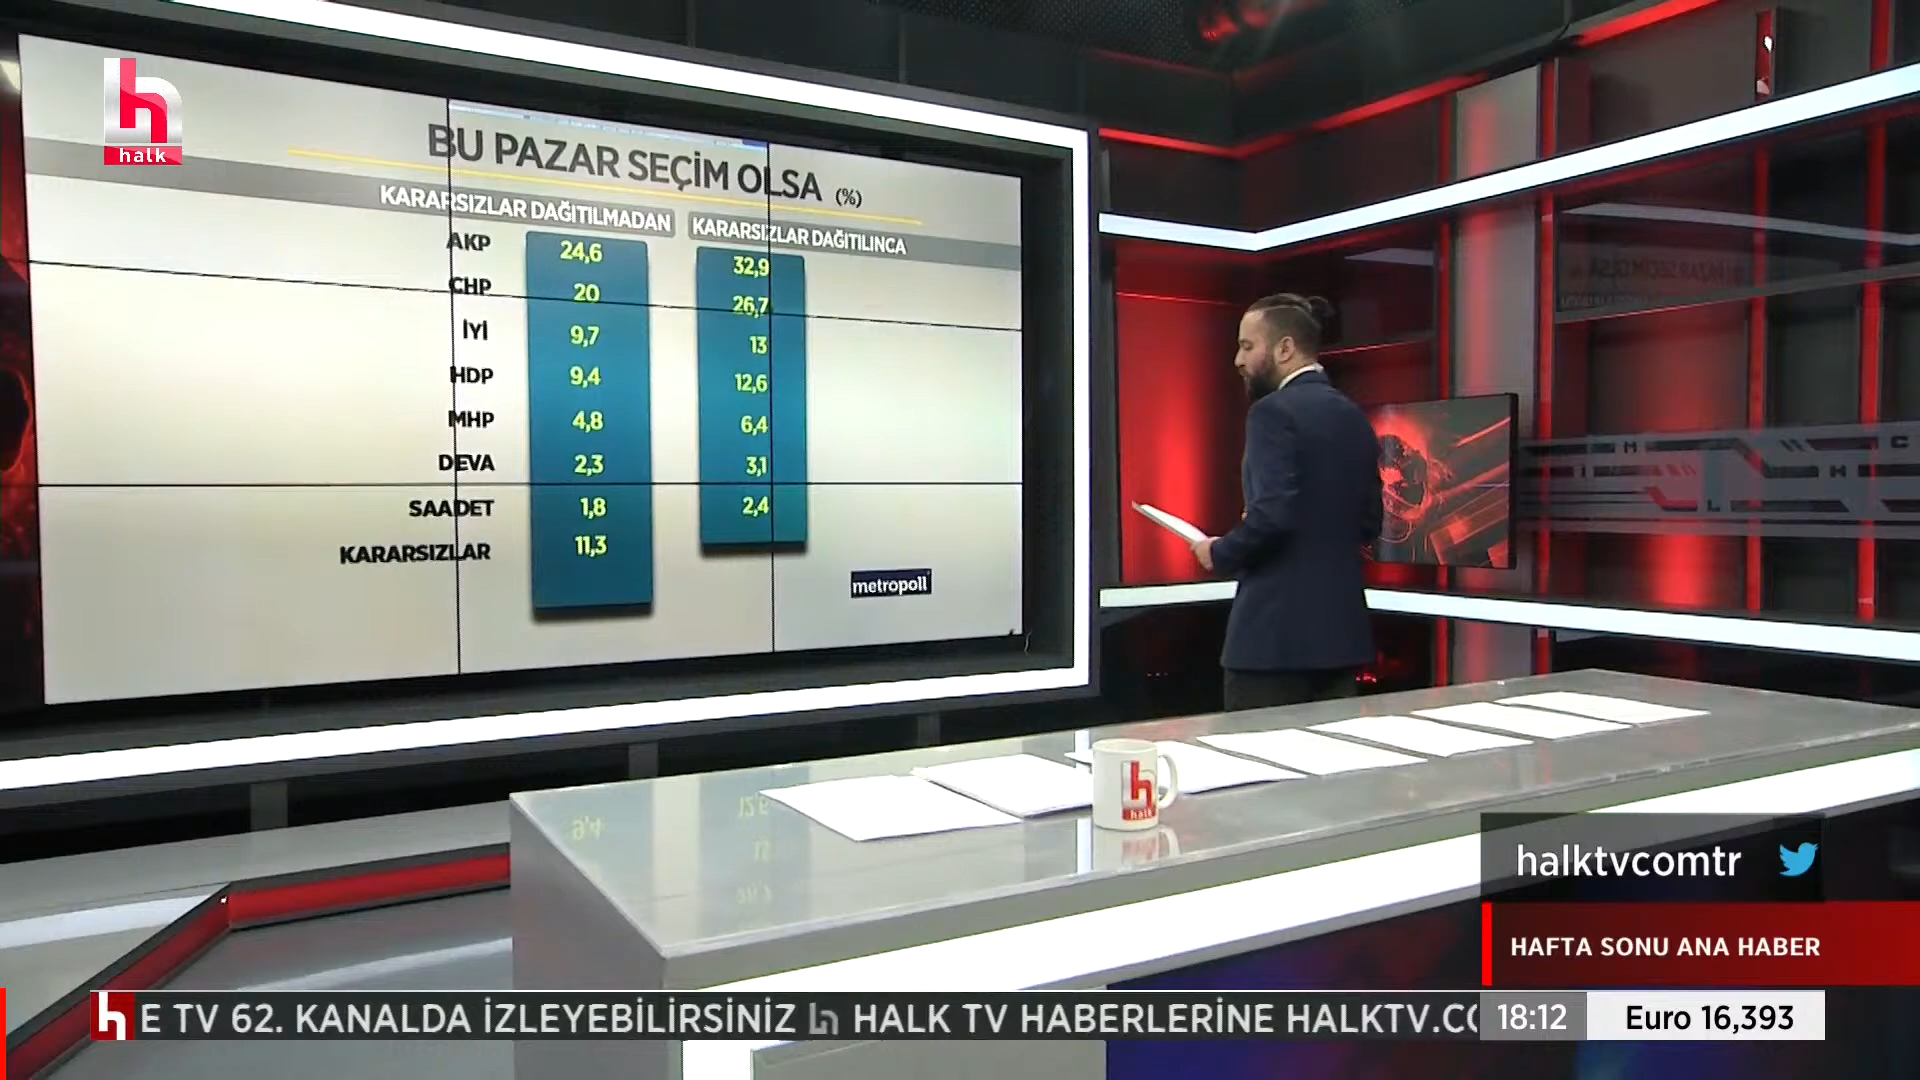 halk
BU PAZAR SEÇİM OLSA (%)
KARARSIZLAR DAĞITILMADAN KARARSIZLAR DAĞITILINCA
AKP 24,6 32,9
CHP 20 26,7
İYİ 9,7 13
HDP 9,4 12,6
MHP 4,8 6,4
DEVA 2,3 3,1
SAADET 1,8 2,4
KARARSIZLAR 11,3
metropoll
halk
halktvcomtr
HAFTA SONU ANA HABER
E TV 62. KANALDA İZLEYEBİLİRSİNİZ HALK TV HABERLERİNE HALKTV.CO
18:12 Euro 16,393